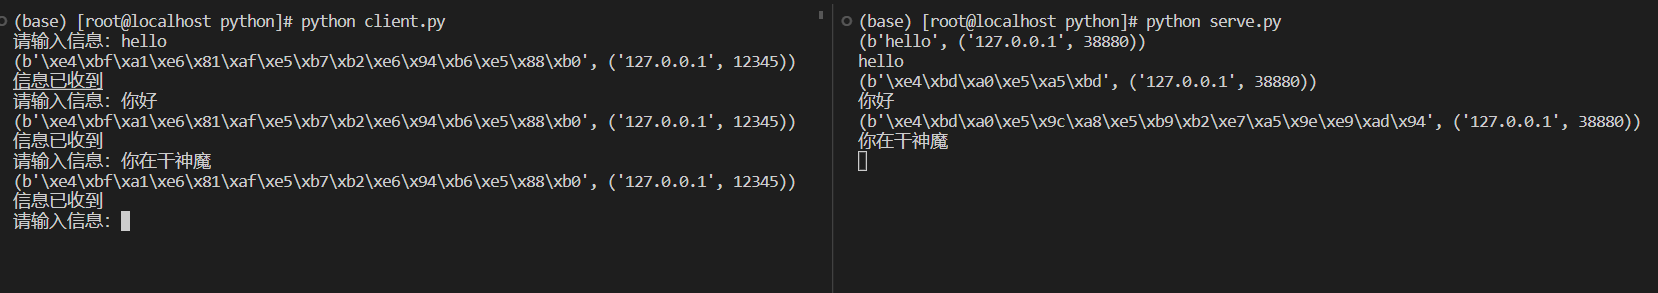 (base) [root@localhost python]# python client.py
请输入信息: hello
(b'\xe4\xbf\xa1\xe6\x81\xaf\xe5\xb7\xb2\xe6\x94\xb6\xe5\x88\xb0', ('127.0.0.1', 12345))
信息已收到
请输入信息: 你好
(b'\xe4\xbf\xa1\xe6\x81\xaf\xe5\xb7\xb2\xe6\x94\xb6\xe5\x88\xb0', ('127.0.0.1', 12345))
信息已收到
请输入信息: 你在干神魔
(b'\xe4\xbf\xa1\xe6\x81\xaf\xe5\xb7\xb2\xe6\x94\xb6\xe5\x88\xb0', ('127.0.0.1', 12345))
信息已收到
请输入信息:
(base) [root@localhost python]# python serve.py
(b'hello', ('127.0.0.1', 38880))
hello
(b'\xe4\xbd\xa0\xe5\xa5\xbd', ('127.0.0.1', 38880))
你好
(b'\xe4\xbd\xa0\xe5\x9c\xa8\xe5\xb9\xb2\xe7\xa5\x9e\xe9\xad\x94', ('127.0.0.1', 38880))
你在干神魔